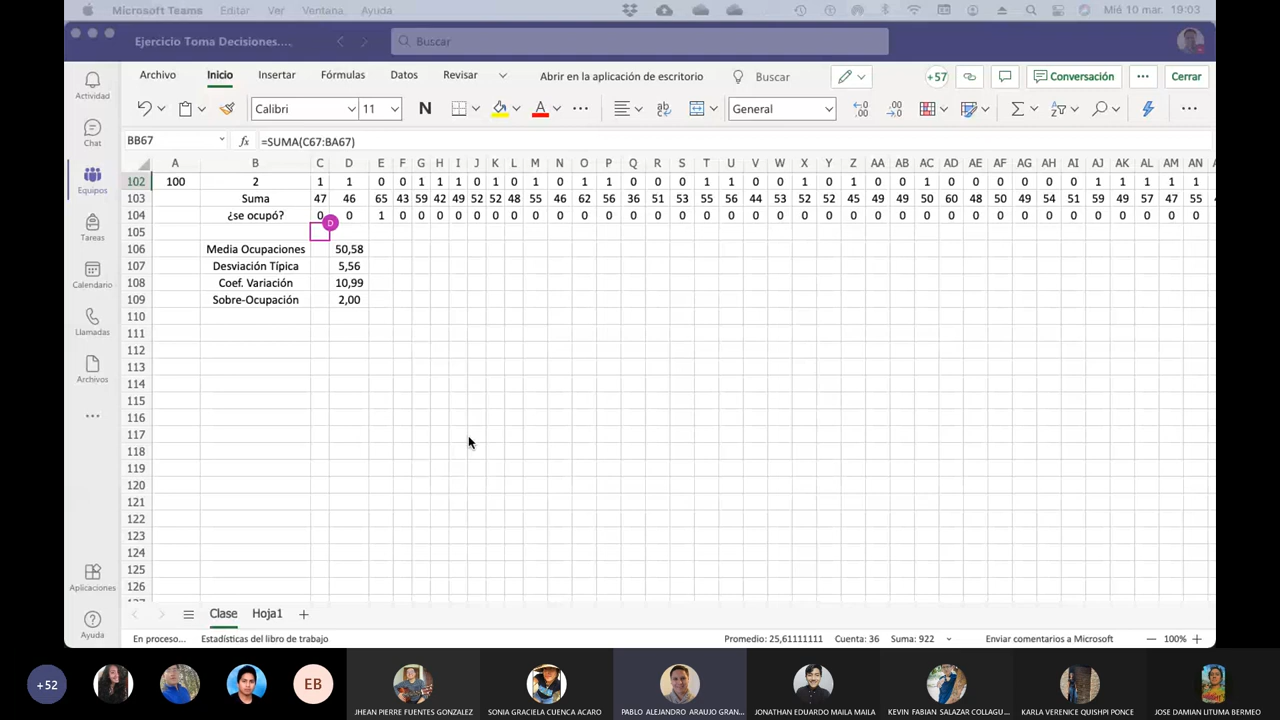 Microsoft Teams Editar Ver Ventana Ayuda Mié 10 mar. 19:03
Ejercicio Toma Decisiones.... Buscar
Archivo Inicio Insertar Fórmulas Datos Revisar Abrir en la aplicación de escritorio Buscar +57 Conversación Cerrar
Calibri 11 N A General
BB67 fx =SUMA(C67:BA67)
A B C D E F G H I J K L M N O P Q R S T U V W X Y Z AA AB AC AD AE AF AG AH AI AJ AK AL AM AN
102 100 2 1 1 0 0 1 1 1 0 1 0 1 0 1 1 0 0 0 1 1 0 0 1 0 1 0 0 1 0 0 0 0 0 0 1 1 1 1 1
103 Suma 47 46 65 43 59 42 49 52 52 48 55 46 62 56 36 51 53 55 56 44 53 52 52 45 49 49 50 60 48 50 49 54 51 59 49 57 47 55
104 ¿se ocupó? 0 0 1 0 0 0 0 0 0 0 0 0 0 0 0 0 0 0 0 0 0 0 0 0 0 0 0 0 0 0 0 0 0 0 0 0 0 0
D
105
106 Media Ocupaciones 50,58
107 Desviación Típica 5,56
108 Coef. Variación 10,99
109 Sobre-Ocupación 2,00
110
111
112
113
114
115
116
117
118
119
120
121
122
123
124
125
126
Actividad
Chat
Equipos
Tareas
Calendario
Llamadas
Archivos
Aplicaciones
Ayuda
Clase Hoja1
En proceso... Estadísticas del libro de trabajo Promedio: 25,61111111 Cuenta: 36 Suma: 922 Enviar comentarios a Microsoft 100%
+52 EB
JHEAN PIERRE FUENTES GONZALEZ SONIA GRACIELA CUENCA ACARO PABLO ALEJANDRO ARAUJO GRAN... JONATHAN EDUARDO MAILA MAILA KEVIN FABIAN SALAZAR COLLAGU... KARLA VERENICE QUISHPI PONCE JOSE DAMIAN LITUMA BERMEO